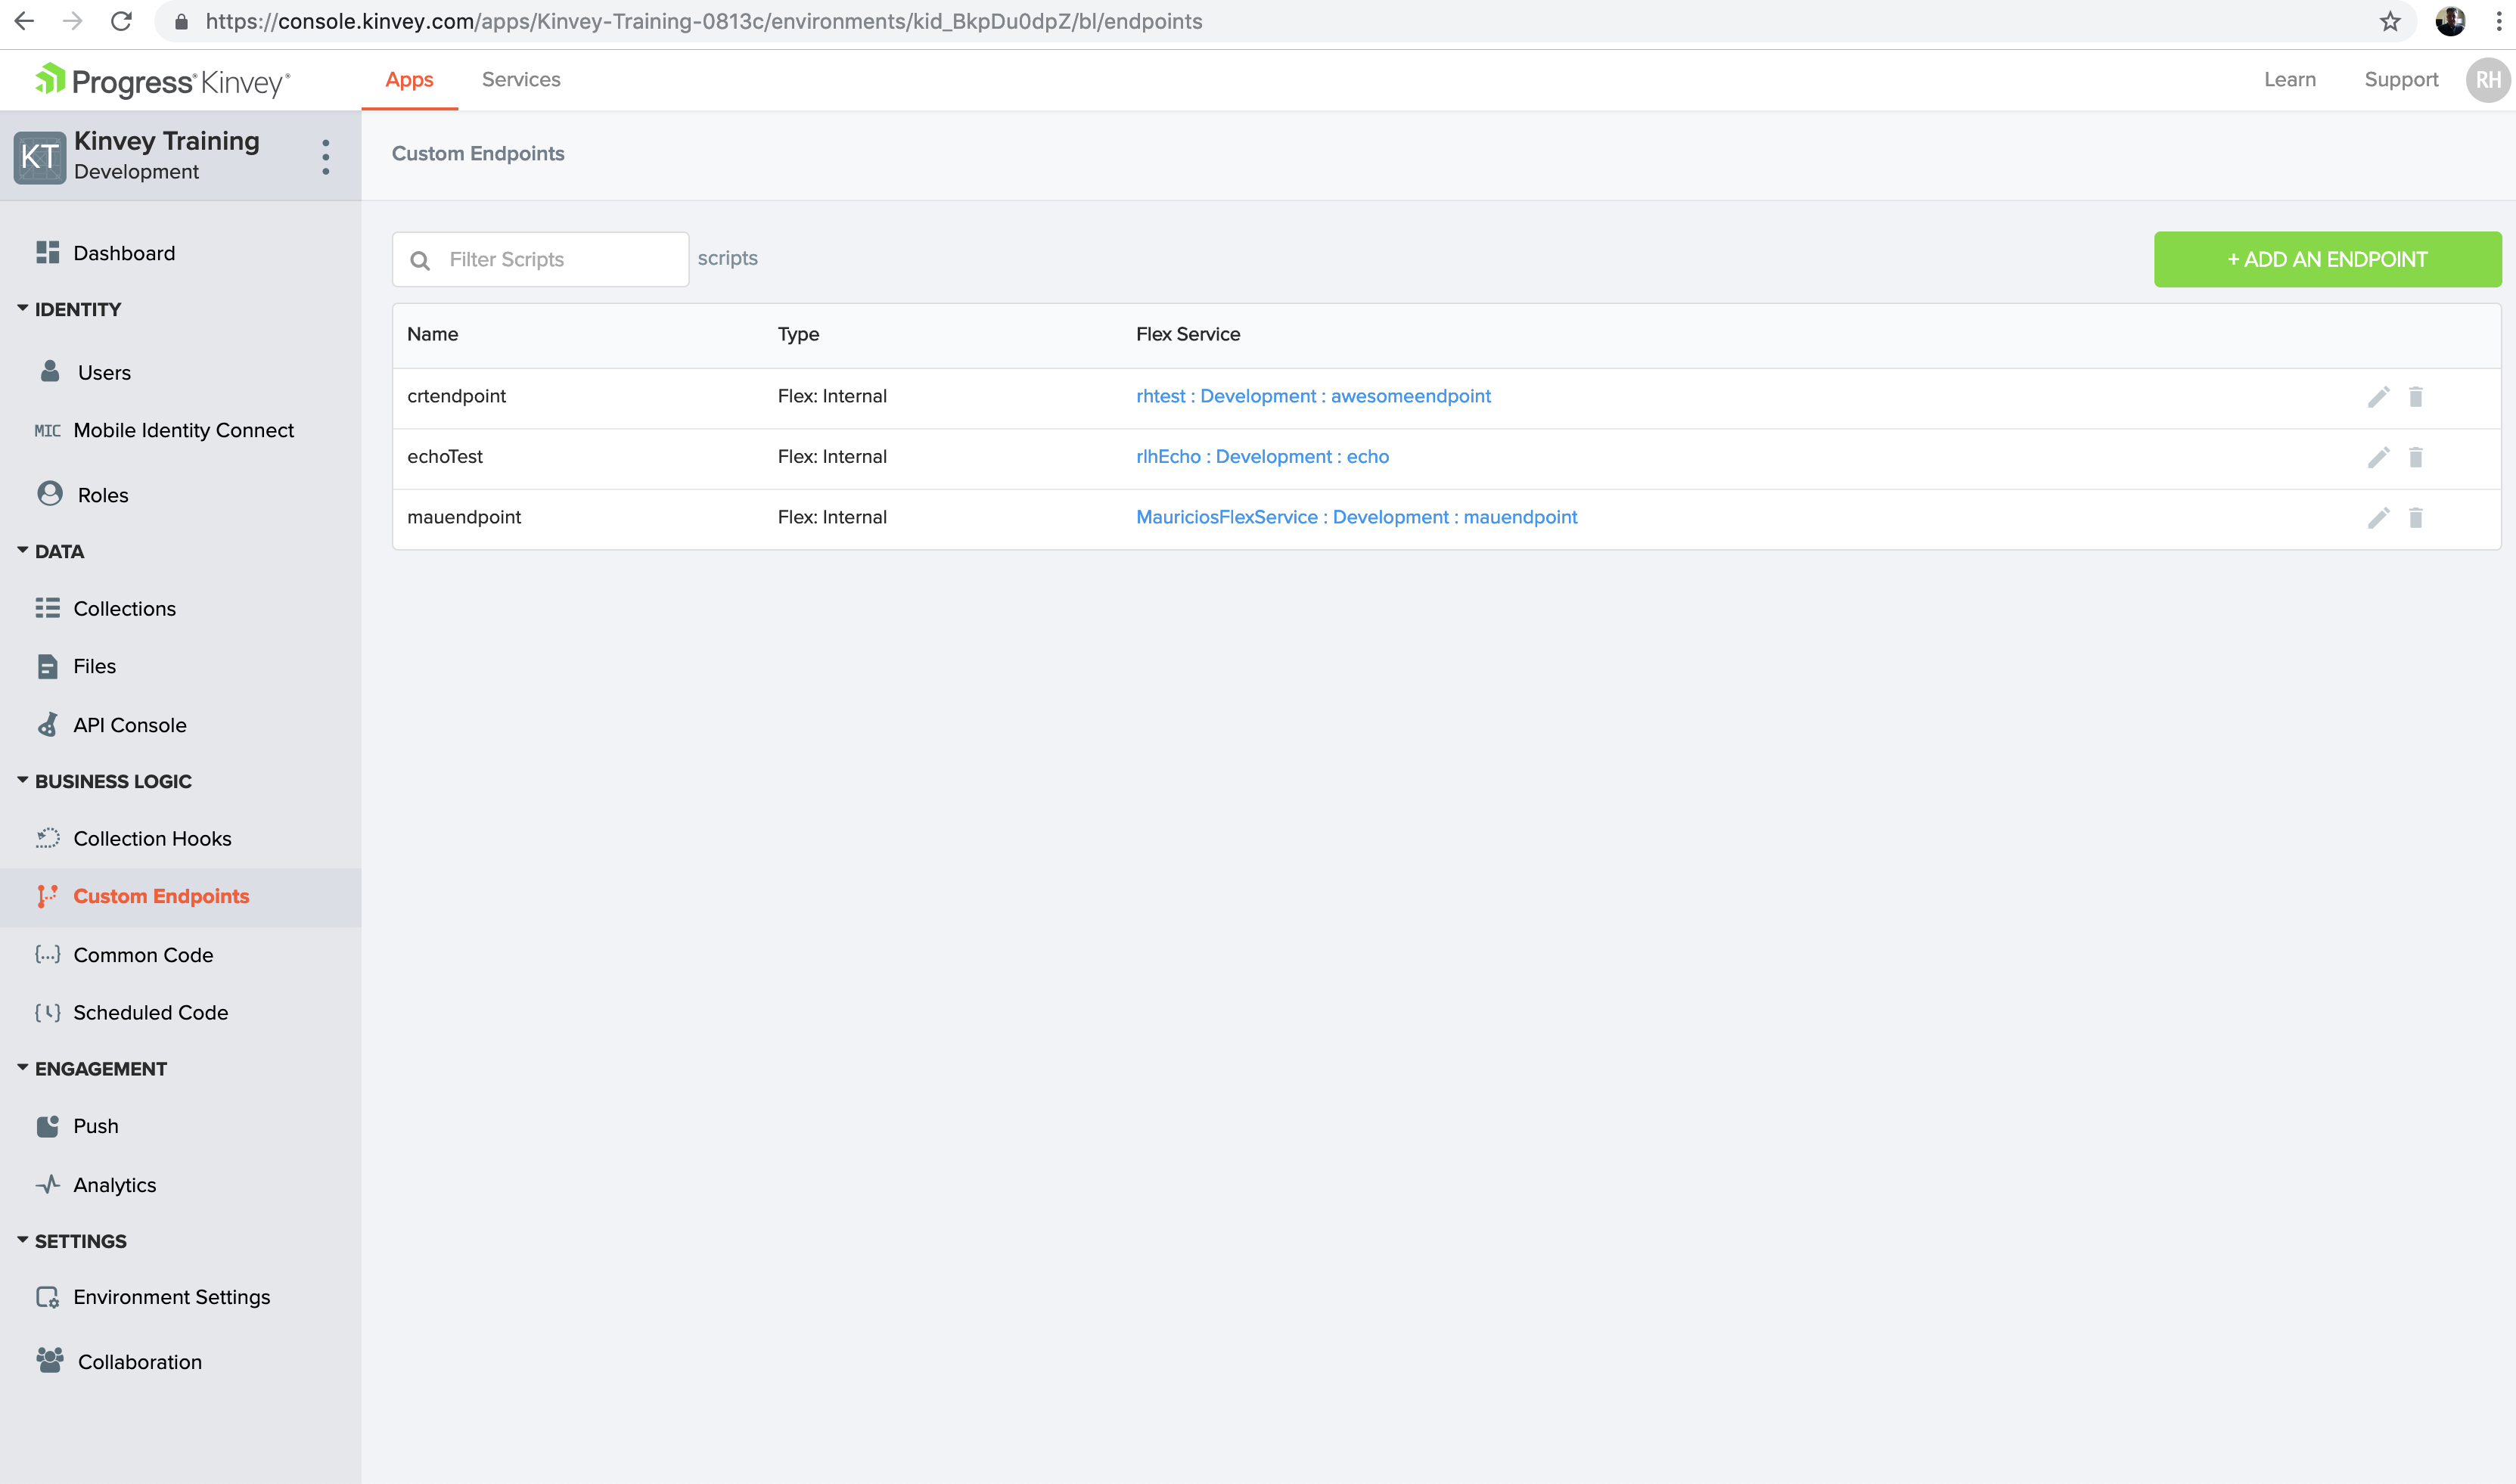 https://console.kinvey.com/apps/Kinvey-Training-0813c/environments/kid_BkpDu0dpZ/bl/endpoints
Progress Kinvey
Apps
Services
Learn
Support
RH
KT
Kinvey Training
Development
Dashboard
IDENTITY
Users
MIC Mobile Identity Connect
Roles
DATA
Collections
Files
API Console
BUSINESS LOGIC
Collection Hooks
Custom Endpoints
{...} Common Code
Scheduled Code
ENGAGEMENT
Push
Analytics
SETTINGS
Environment Settings
Collaboration
Custom Endpoints
Filter Scripts
scripts
+ ADD AN ENDPOINT
Name Type Flex Service
crtendpoint Flex: Internal rhtest : Development : awesomeendpoint
echoTest Flex: Internal rlhEcho : Development : echo
mauendpoint Flex: Internal MauriciosFlexService : Development : mauendpoint